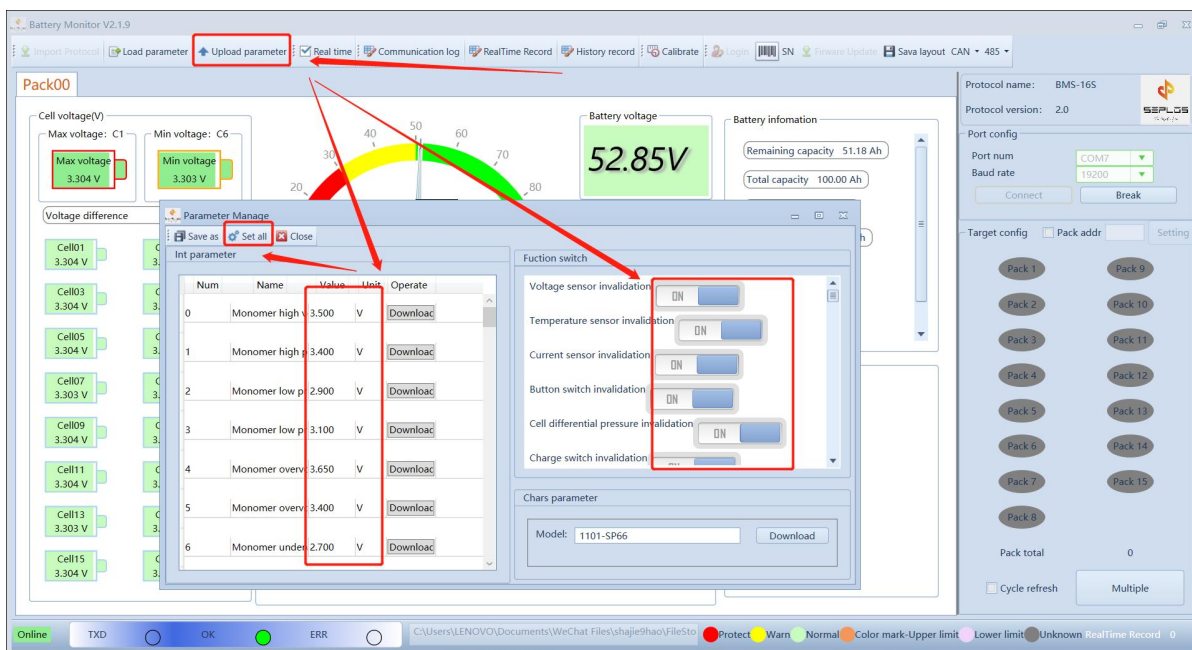 Battery Monitor V2.1.9
Import Protocol Load parameter Upload parameter Real time Communication log RealTime Record History record Calibrate Login SN Fireware Update Sava layout CAN 485
Pack00
Cell voltage(V)
Max voltage: C1 Min voltage: C6
Max voltage
3.304 V
Min voltage
3.303 V
Voltage difference
Cell01
3.304 V
Cell03
3.304 V
Cell05
3.304 V
Cell07
3.303 V
Cell09
3.304 V
Cell11
3.304 V
Cell13
3.303 V
Cell15
3.304 V
20 30 40 50 60 70 80
Battery voltage
52.85V
Battery infomation
Remaining capacity 51.18 Ah
Total capacity 100.00 Ah
h
Parameter Manage
Save as Set all Close
Int parameter
Num Name Value Unit Operate
0 Monomer high v 3.500 V Downloac
1 Monomer high p 3.400 V Downloac
2 Monomer low p 2.900 V Downloac
3 Monomer low p 3.100 V Downloac
4 Monomer overv 3.650 V Downloac
5 Monomer overv 3.400 V Downloac
6 Monomer under 2.700 V Downloac
Fuction switch
Voltage sensor invalidation ON
Temperature sensor invalidation ON
Current sensor invalidation ON
Button switch invalidation ON
Cell differential pressure invalidation ON
Charge switch invalidation ON
Chars parameter
Model: 1101-SP66 Download
Protocol name: BMS-16S
Protocol version: 2.0
SEPLOS
Port config
Port num COM7
Baud rate 19200
Connect Break
Target config Pack addr Setting
Pack 1 Pack 9
Pack 2 Pack 10
Pack 3 Pack 11
Pack 4 Pack 12
Pack 5 Pack 13
Pack 6 Pack 14
Pack 7 Pack 15
Pack 8
Pack total 0
Cycle refresh Multiple
Online TXD OK ERR C:\Users\LENOVO\Documents\WeChat Files\shajie9hao\FileSto Protect Warn Normal Color mark-Upper limit Lower limit Unknown RealTime Record 0